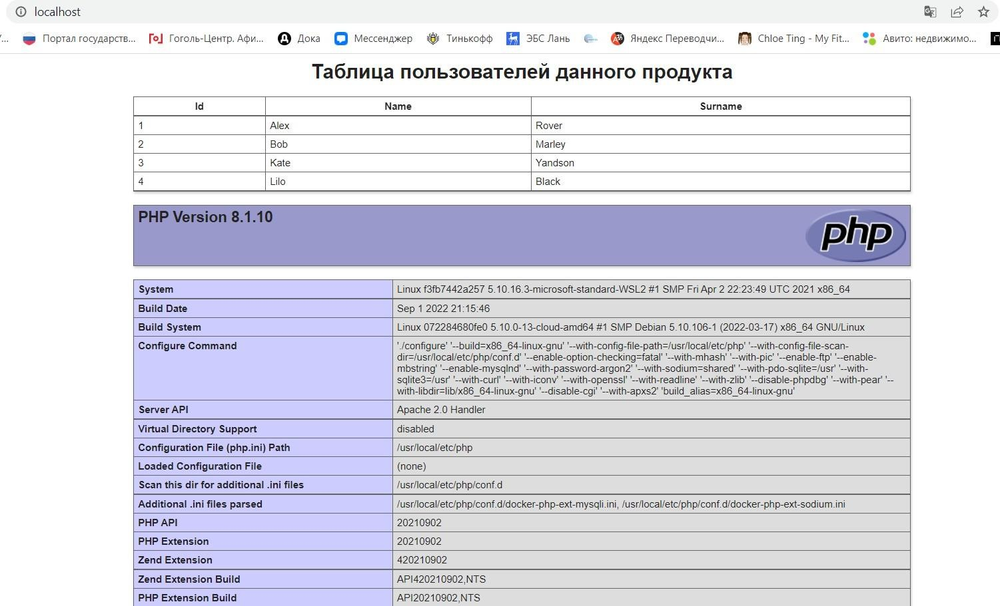 localhost
Портал государств...
Гоголь-Центр. Афи...
Дока
Мессенджер
Тинькофф
ЭБС Лань
Яндекс Переводчи...
Chloe Ting - My Fit...
Авито: недвижимо...
Таблица пользователей данного продукта
Id Name Surname
1 Alex Rover
2 Bob Marley
3 Kate Yandson
4 Lilo Black
PHP Version 8.1.10
php
System Linux f3fb7442a257 5.10.16.3-microsoft-standard-WSL2 #1 SMP Fri Apr 2 22:23:49 UTC 2021 x86_64
Build Date Sep 1 2022 21:15:46
Build System Linux 072284680fe0 5.10.0-13-cloud-amd64 #1 SMP Debian 5.10.106-1 (2022-03-17) x86_64 GNU/Linux
Configure Command './configure' '--build=x86_64-linux-gnu' '--with-config-file-path=/usr/local/etc/php' '--with-config-file-scan-
dir=/usr/local/etc/php/conf.d' '--enable-option-checking=fatal' '--with-mhash' '--with-pic' '--enable-ftp' '--enable-
mbstring' '--enable-mysqlnd' '--with-password-argon2' '--with-sodium=shared' '--with-pdo-sqlite=/usr' '--with-
sqlite3=/usr' '--with-curl' '--with-iconv' '--with-openssl' '--with-readline' '--with-zlib' '--disable-phpdbg' '--with-pear' '--
with-libdir=lib/x86_64-linux-gnu' '--disable-cgi' '--with-apxs2' 'build_alias=x86_64-linux-gnu'
Server API Apache 2.0 Handler
Virtual Directory Support disabled
Configuration File (php.ini) Path /usr/local/etc/php
Loaded Configuration File (none)
Scan this dir for additional .ini files /usr/local/etc/php/conf.d
Additional .ini files parsed /usr/local/etc/php/conf.d/docker-php-ext-mysqli.ini, /usr/local/etc/php/conf.d/docker-php-ext-sodium.ini
PHP API 20210902
PHP Extension 20210902
Zend Extension 420210902
Zend Extension Build API420210902,NTS
PHP Extension Build API20210902,NTS